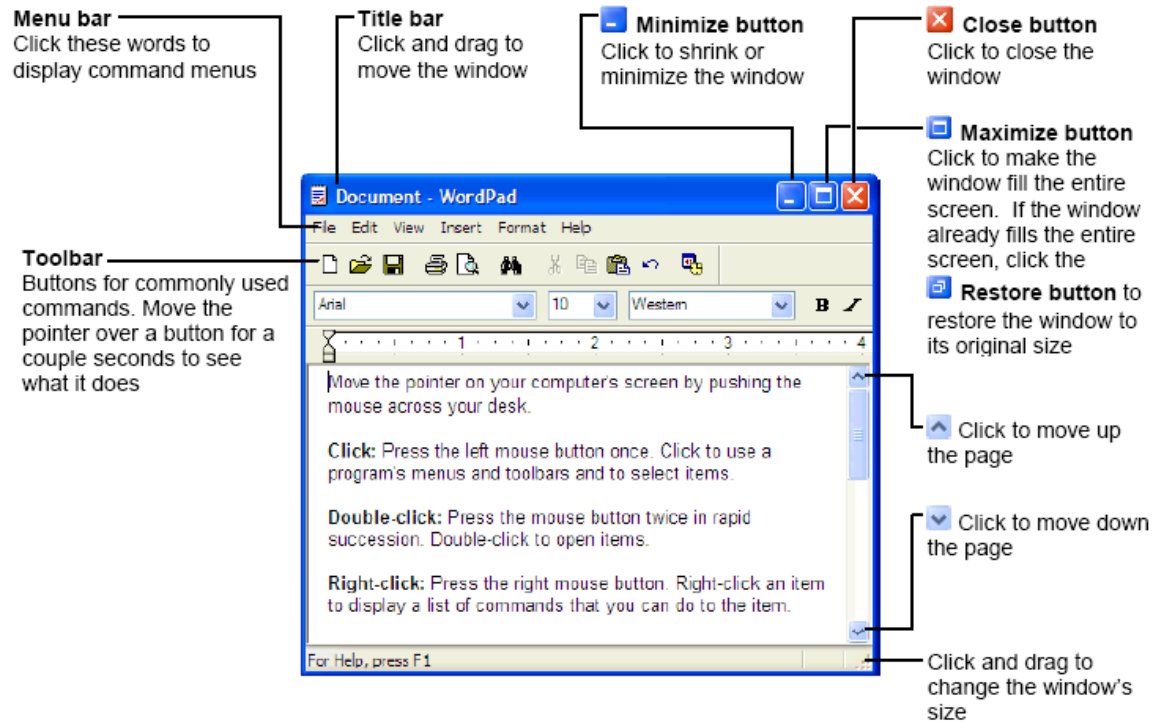 Menu bar
Click these words to
display command menus
Title bar
Click and drag to
move the window
Minimize button
Click to shrink or
minimize the window
Close button
Click to close the
window
Maximize button
Click to make the
window fill the entire
screen. If the window
already fills the entire
screen, click the
Restore button to
restore the window to
its original size
Toolbar
Buttons for commonly used
commands. Move the
pointer over a button for a
couple seconds to see
what it does
Document - WordPad
File Edit View Insert Format Help
Arial 10 Western B I
1 2 3 4
Move the pointer on your computer's screen by pushing the
mouse across your desk.
Click: Press the left mouse button once. Click to use a
program's menus and toolbars and to select items.
Double-click: Press the mouse button twice in rapid
succession. Double-click to open items.
Right-click: Press the right mouse button. Right-click an item
to display a list of commands that you can do to the item.
For Help, press F1
Click to move up
the page
Click to move down
the page
Click and drag to
change the window's
size